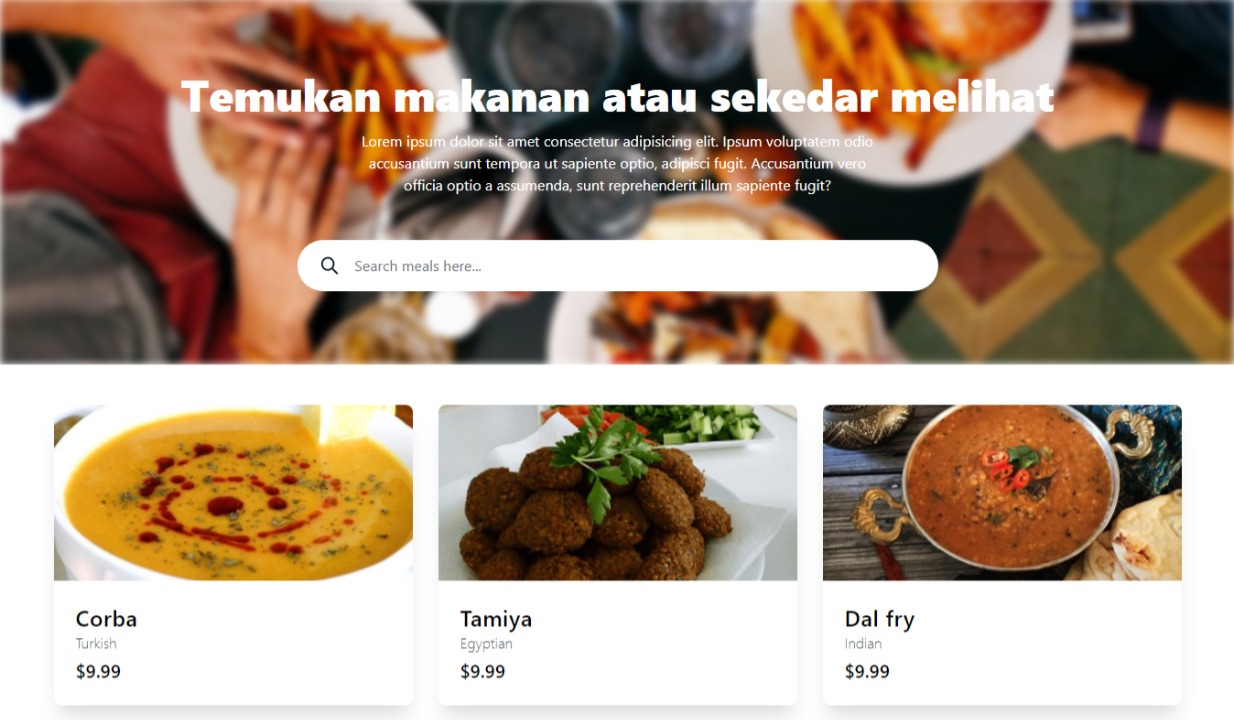 Temukan makanan atau sekedar melihat
Lorem ipsum dolor sit amet consectetur adipisicing elit. Ipsum voluptatem odio
accusantium sunt tempora ut sapiente optio, adipisci fugit. Accusantium vero
officia optio a assumenda, sunt reprehenderit illum sapiente fugit?
Search meals here...
Corba
Turkish
$9.99
Tamiya
Egyptian
$9.99
Dal fry
Indian
$9.99